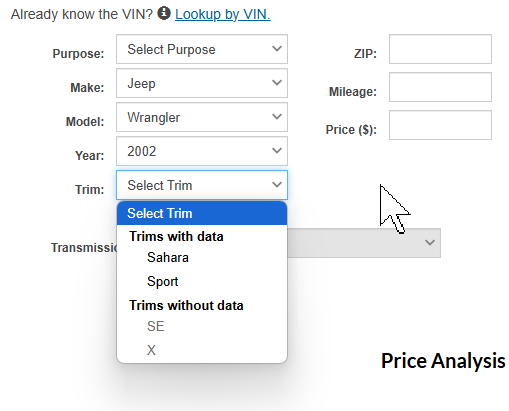 Already know the VIN? Lookup by VIN.
Purpose: Select Purpose ZIP:
Make: Jeep Mileage:
Model: Wrangler Price ($):
Year: 2002
Trim: Select Trim
Select Trim
Trims with data
Transmissi
Sahara
Sport
Trims without data
SE
X
Price Analysis